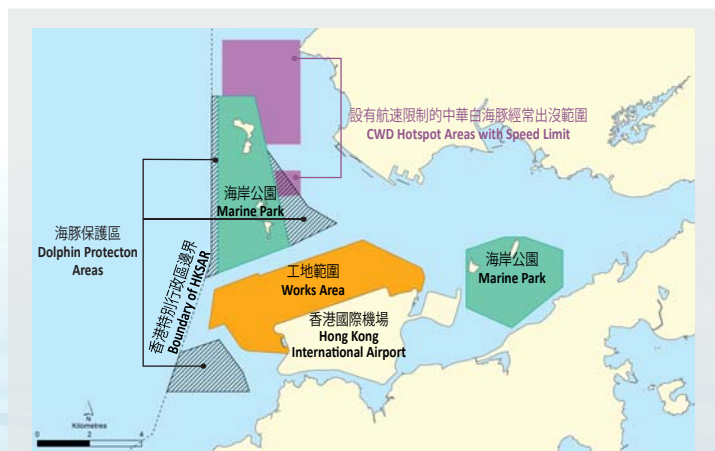 設有航速限制的中華白海豚經常出沒範圍
CWD Hotspot Areas with Speed Limit
海岸公園
Marine Park
海豚保護區
Dolphin Protecton
Areas
香港特別行政區邊界
Boundary of HKSAR
工地範圍
Works Area
海岸公園
Marine Park
香港國際機場
Hong Kong
International Airport
N
Kilometres
0 2 4